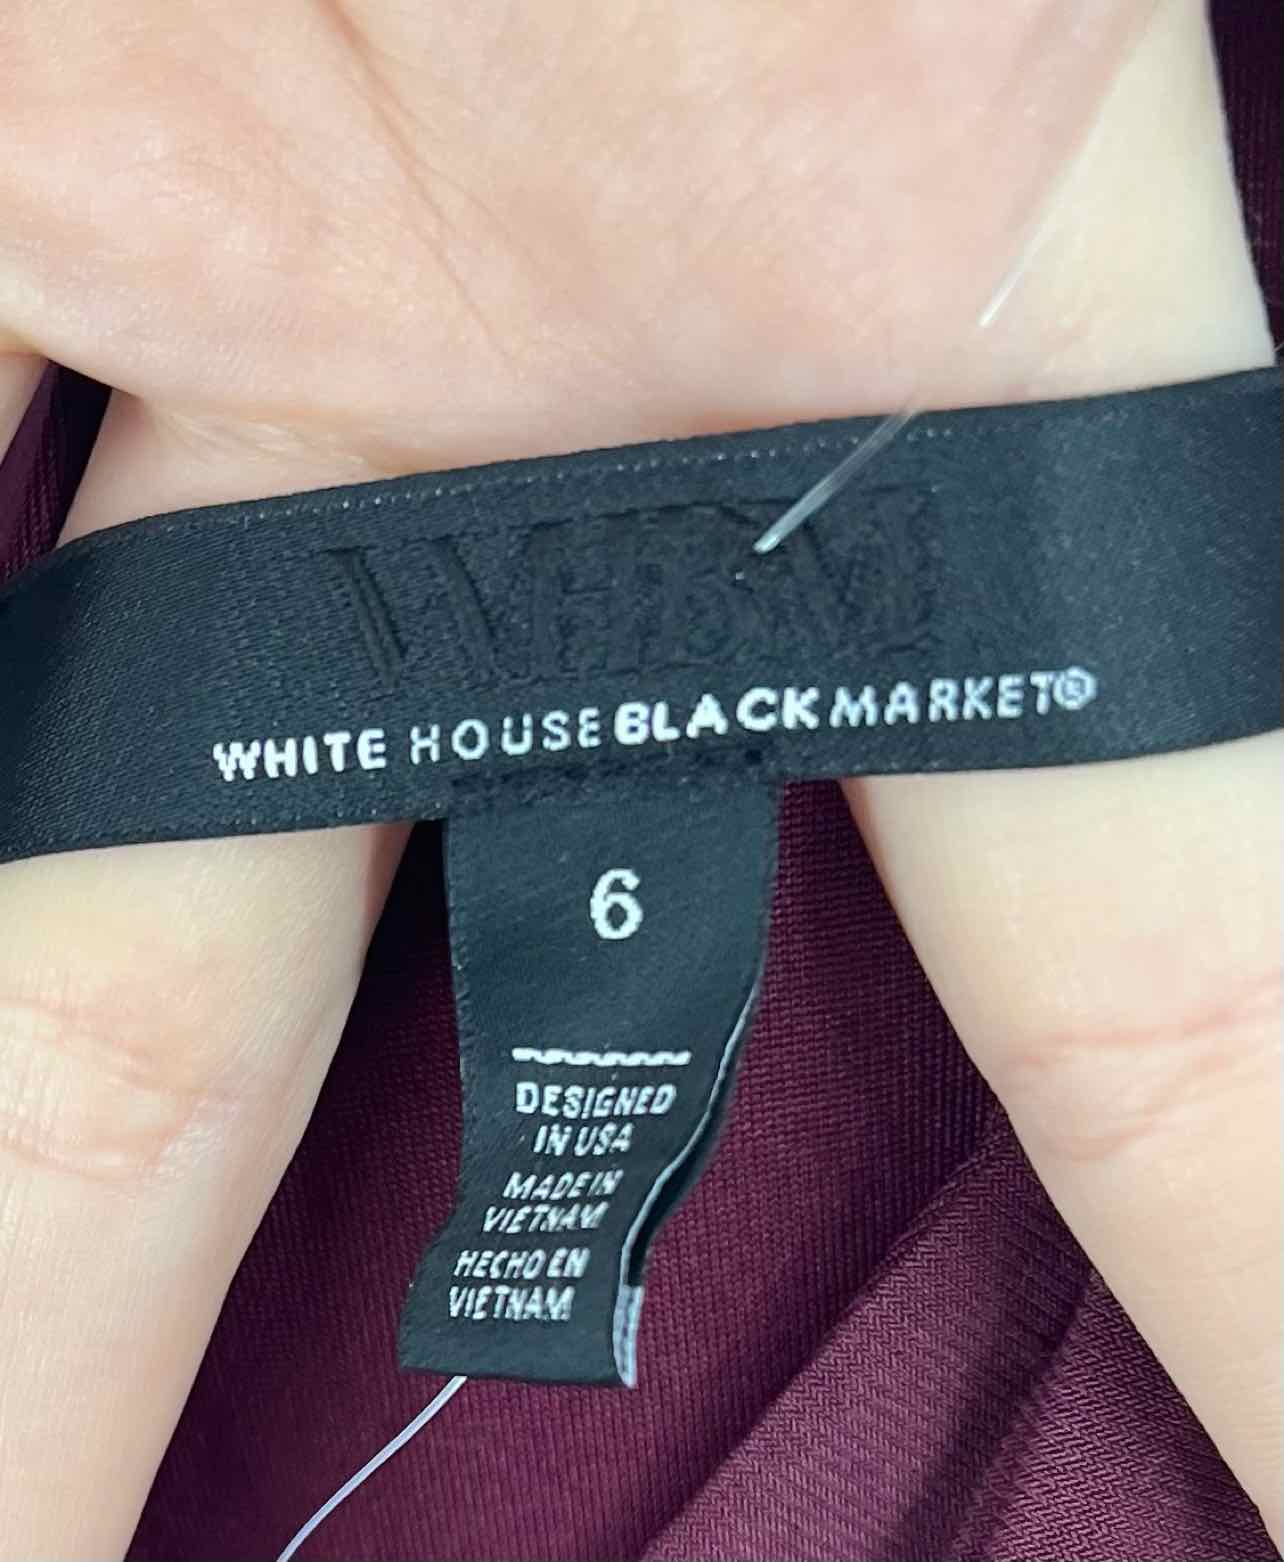 WHBM
WHITE HOUSE BLACK MARKET®
6
DESIGNED
IN USA
MADE IN
VIETNAM
HECHO EN
VIETNAM